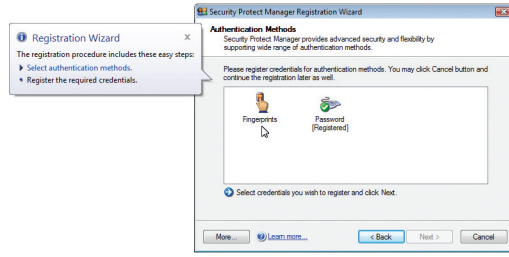 Security Protect Manager Registration Wizard
Registration Wizard
The registration procedure includes these easy steps:
Select authentication methods.
Register the required credentials.
Authentication Methods
Security Protect Manager provides advanced security and flexibility by
supporting wide range of authentication methods.
Please register credentials for authentication methods. You may click Cancel button and
continue the registration later as well.
Fingerprints
Password
[Registered]
Select credentials you wish to register and click Next.
More...
Learn more...
< Back
Next >
Cancel